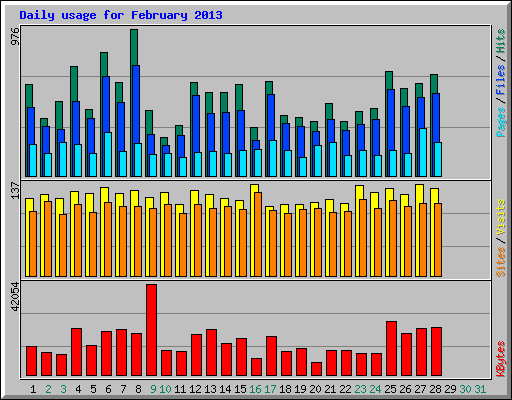 Daily usage for February 2013
976
Pages/Files/Hits
137
Sites/Visits
42054
KBytes
1 2 3 4 5 6 7 8 9 10 11 12 13 14 15 16 17 18 19 20 21 22 23 24 25 26 27 28 29 30 31